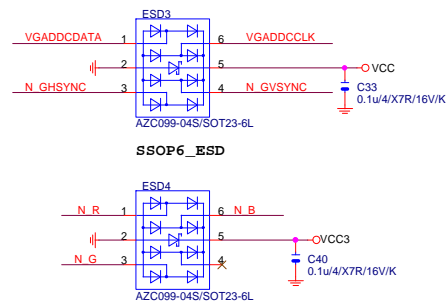 ESD3
VGADDCDATA 1 6 VGADDCCLK
2 5 VCC
N_GHSYNC 3 4 N_GVSYNC
C33
0.1u/4/X7R/16V/K
AZC099-04S/SOT23-6L
SSOP6_ESD
ESD4
N_R 1 6 N_B
2 5 VCC3
N_G 3 4
C40
0.1u/4/X7R/16V/K
AZC099-04S/SOT23-6L